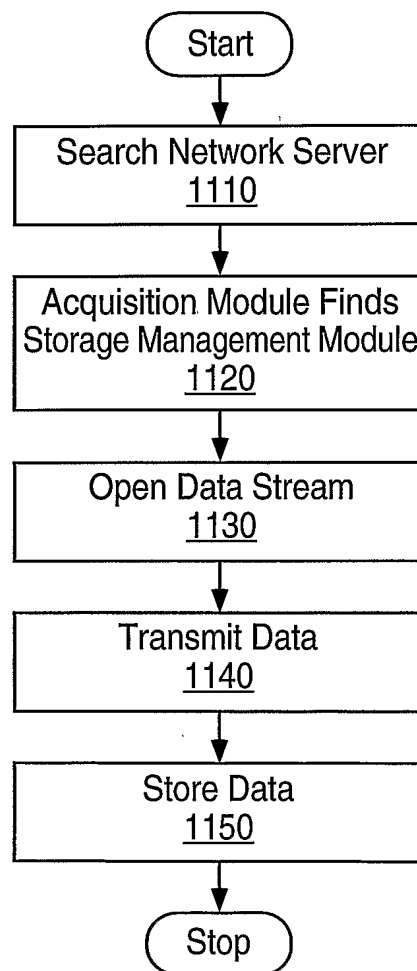 Start
Search Network Server
1110
Acquisition Module Finds
Storage Management Module
1120
Open Data Stream
1130
Transmit Data
1140
Store Data
1150
Stop